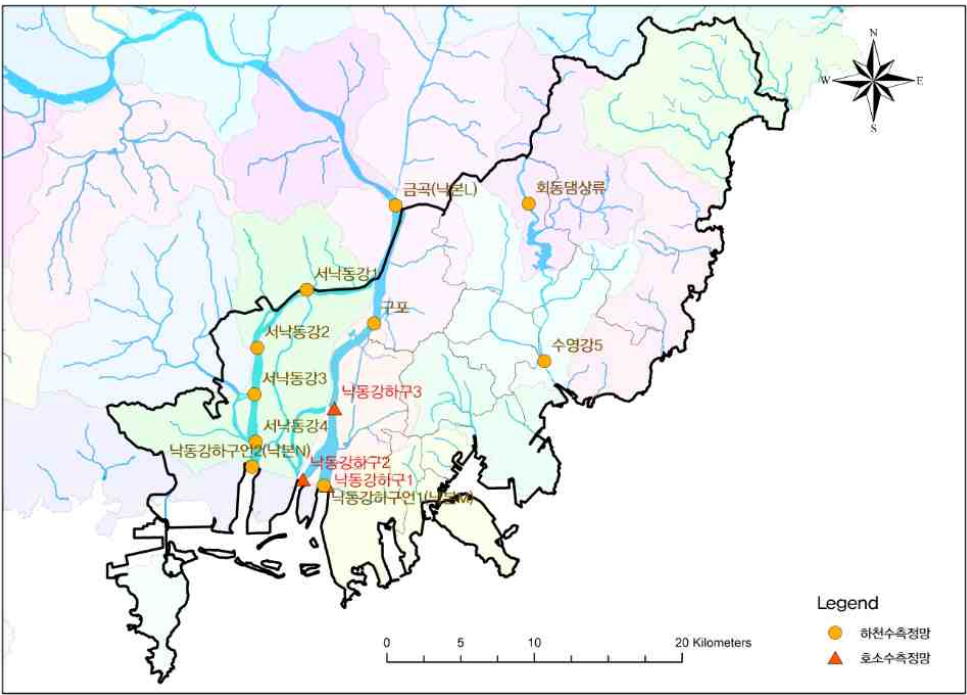 N
W
E
S
금곡(낙본L)
회동댐상류
서낙동강1
구포
서낙동강2
수영강5
서낙동강3
낙동강하구3
서낙동강4
낙동강하구언2(낙본N)
낙동강하구2
낙동강하구1
낙동강하구언1(낙본M)
Legend
하천수측정망
호소수측정망
0 5 10 20 Kilometers